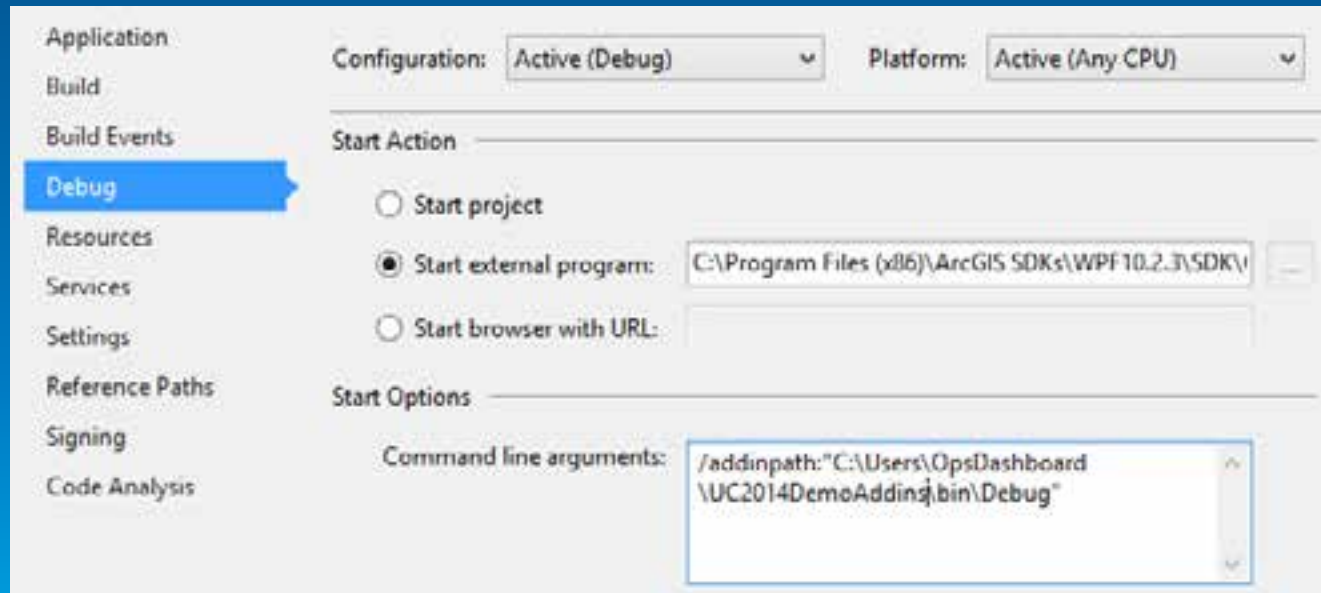 Application
Build
Build Events
Debug
Resources
Services
Settings
Reference Paths
Signing
Code Analysis
Configuration: Active (Debug) Platform: Active (Any CPU)
Start Action
Start project
Start external program: C:\Program Files (x86)\ArcGIS SDKs\WPF10.2.3\SDK\
...
Start browser with URL:
Start Options
Command line arguments: /addinpath:"C:\Users\OpsDashboard
\UC2014DemoAddins\bin\Debug"